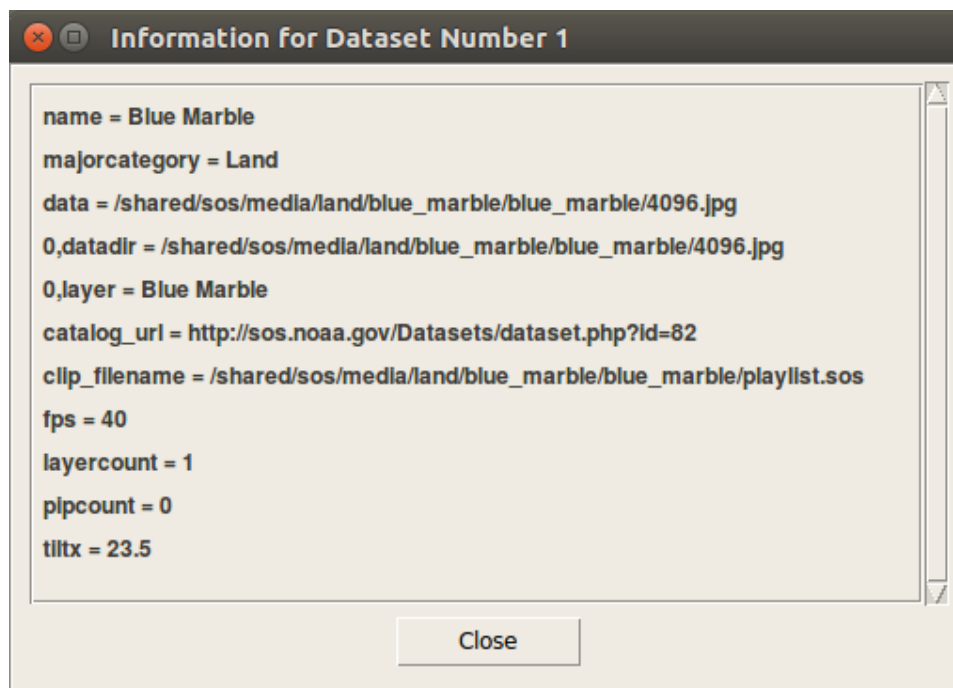 Information for Dataset Number 1
name = Blue Marble
majorcategory = Land
data = /shared/sos/media/land/blue_marble/blue_marble/4096.jpg
0,datadir = /shared/sos/media/land/blue_marble/blue_marble/4096.jpg
0,layer = Blue Marble
catalog_url = http://sos.noaa.gov/Datasets/dataset.php?id=82
clip_filename = /shared/sos/media/land/blue_marble/blue_marble/playlist.sos
fps = 40
layercount = 1
pipcount = 0
tiltx = 23.5
Close